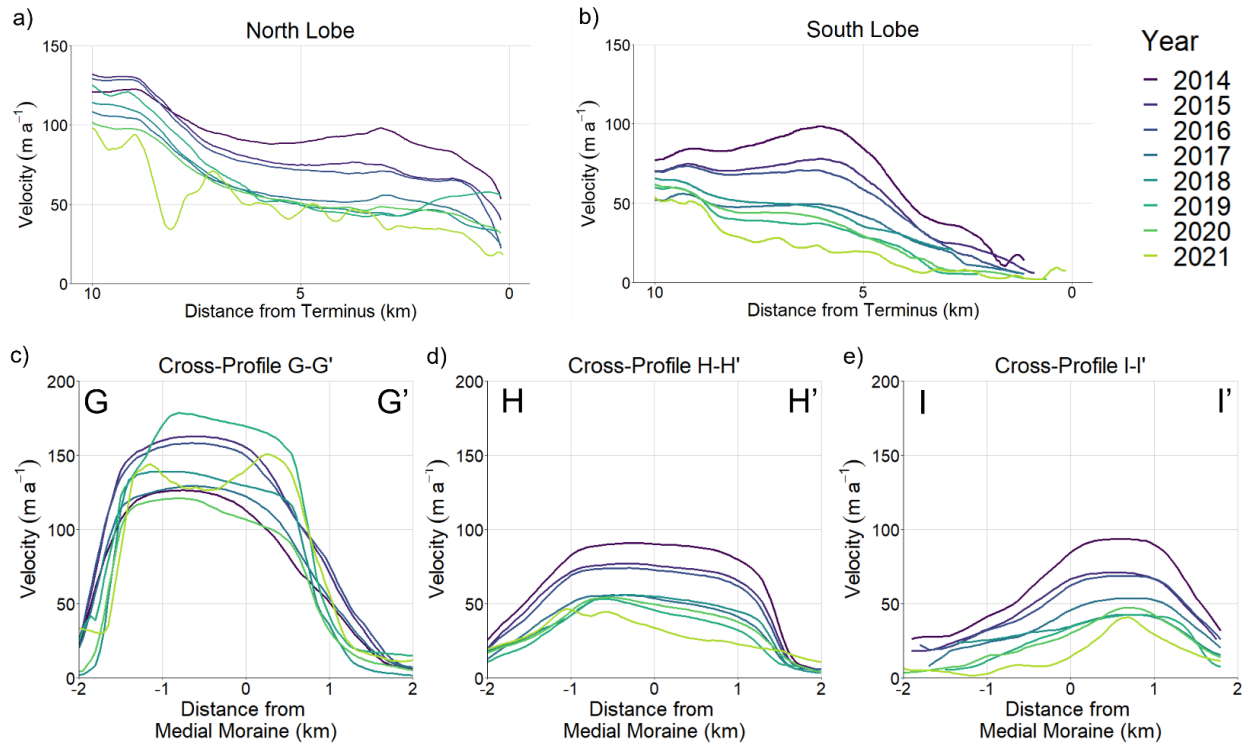 a)
North Lobe
150
100
50
0
Velocity (m a⁻¹)
10
5
0
Distance from Terminus (km)
b)
South Lobe
150
100
50
0
Velocity (m a⁻¹)
10
5
0
Distance from Terminus (km)
Year
2014
2015
2016
2017
2018
2019
2020
2021
c)
Cross-Profile G-G'
G
G'
200
150
100
50
0
Velocity (m a⁻¹)
-2
-1
0
1
2
Distance from
Medial Moraine (km)
d)
Cross-Profile H-H'
H
H'
200
150
100
50
0
Velocity (m a⁻¹)
-2
-1
0
1
2
Distance from
Medial Moraine (km)
e)
Cross-Profile I-I'
I
I'
200
150
100
50
0
Velocity (m a⁻¹)
-2
-1
0
1
2
Distance from
Medial Moraine (km)